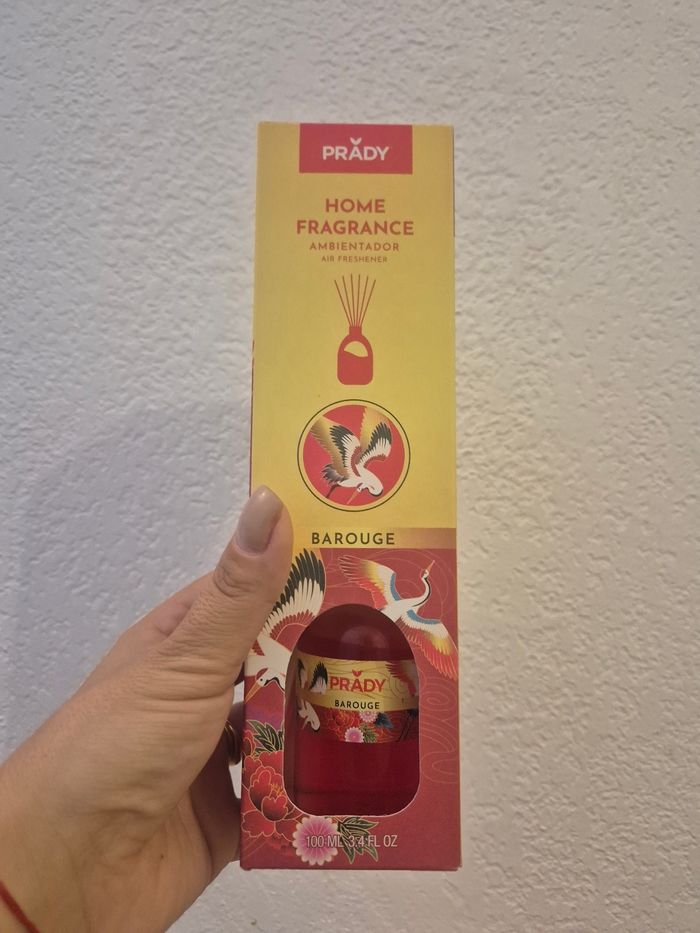 PRADY
HOME
FRAGRANCE
AMBIENTADOR
AIR FRESHENER
BAROUGE
PRADY
BAROUGE
100 ML 3.4 FL OZ